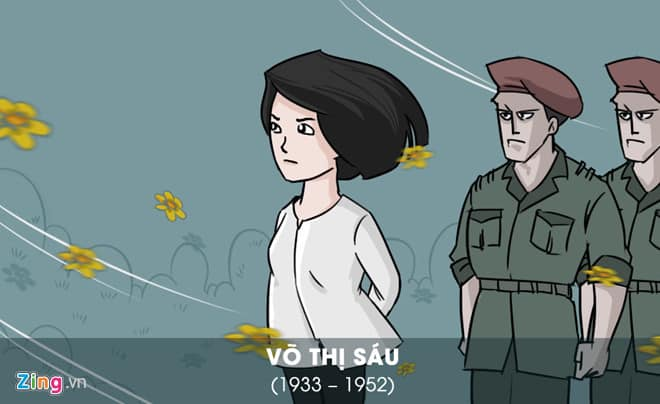 VÕ THỊ SÁU
(1933 – 1952)
Zing.vn